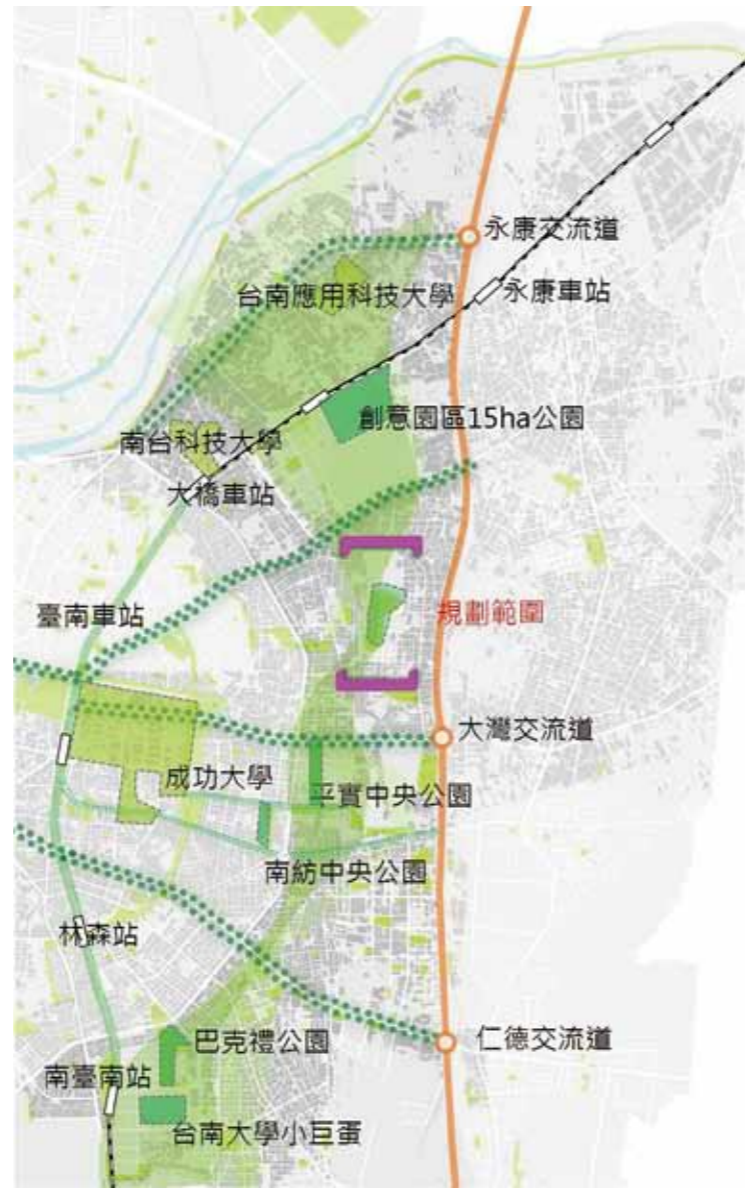 永康交流道
永康車站
台南應用科技大學
創意園區15ha公園
南台科技大學
大橋車站
臺南車站
規劃範圍
大灣交流道
成功大學
平實中央公園
南紡中央公園
林森站
巴克禮公園
仁德交流道
南臺南站
台南大學小巨蛋